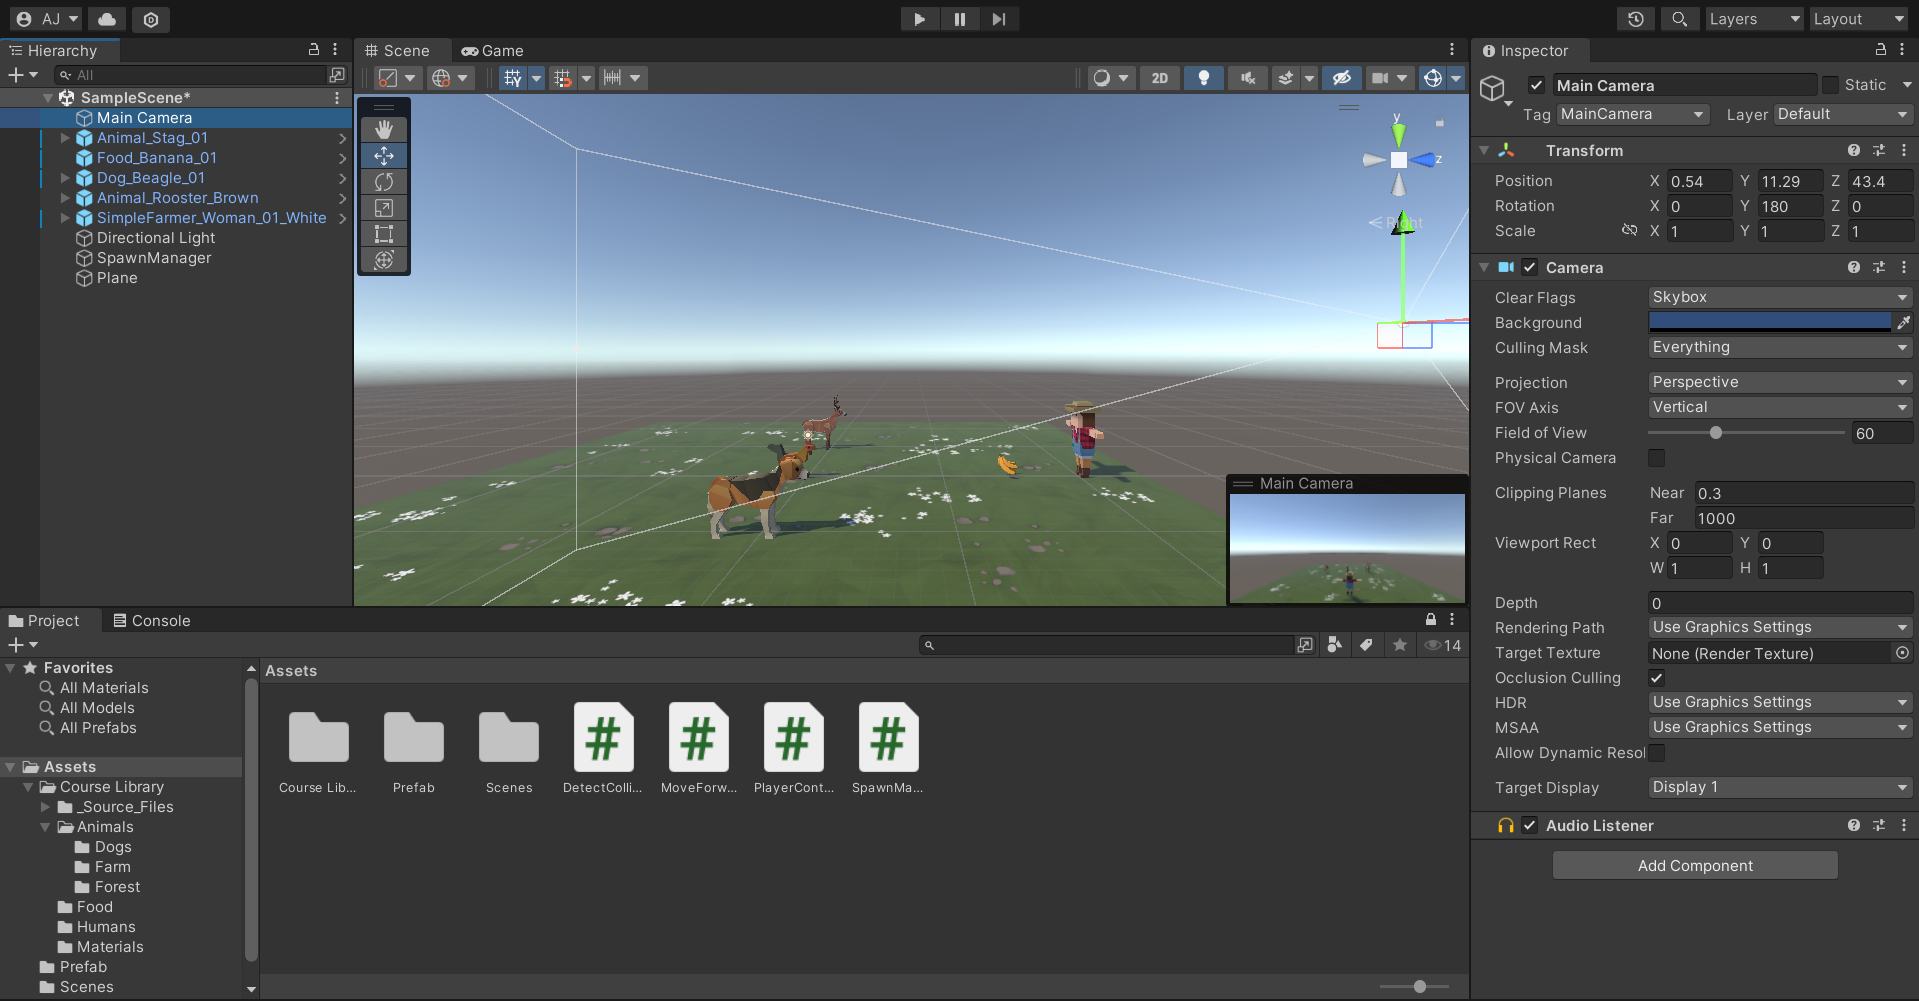 AJ
Layers
Layout
Hierarchy
All
SampleScene*
Main Camera
Animal_Stag_01
Food_Banana_01
Dog_Beagle_01
Animal_Rooster_Brown
SimpleFarmer_Woman_01_White
Directional Light
SpawnManager
Plane
Scene
Game
2D
y
z
Right
Main Camera
Inspector
Main Camera
Static
Tag MainCamera Layer Default
Transform
Position X 0.54 Y 11.29 Z 43.4
Rotation X 0 Y 180 Z 0
Scale X 1 Y 1 Z 1
Camera
Clear Flags Skybox
Background
Culling Mask Everything
Projection Perspective
FOV Axis Vertical
Field of View 60
Physical Camera
Clipping Planes Near 0.3
Far 1000
Viewport Rect X 0 Y 0
W 1 H 1
Depth 0
Rendering Path Use Graphics Settings
Target Texture None (Render Texture)
Occlusion Culling
HDR Use Graphics Settings
MSAA Use Graphics Settings
Allow Dynamic Resol
Target Display Display 1
Audio Listener
Add Component
Project
Console
14
Favorites
All Materials
All Models
All Prefabs
Assets
Course Library
_Source_Files
Animals
Dogs
Farm
Forest
Food
Humans
Materials
Prefab
Scenes
Assets
Course Lib...
Prefab
Scenes
DetectColli...
MoveForw...
PlayerCont...
SpawnMa...